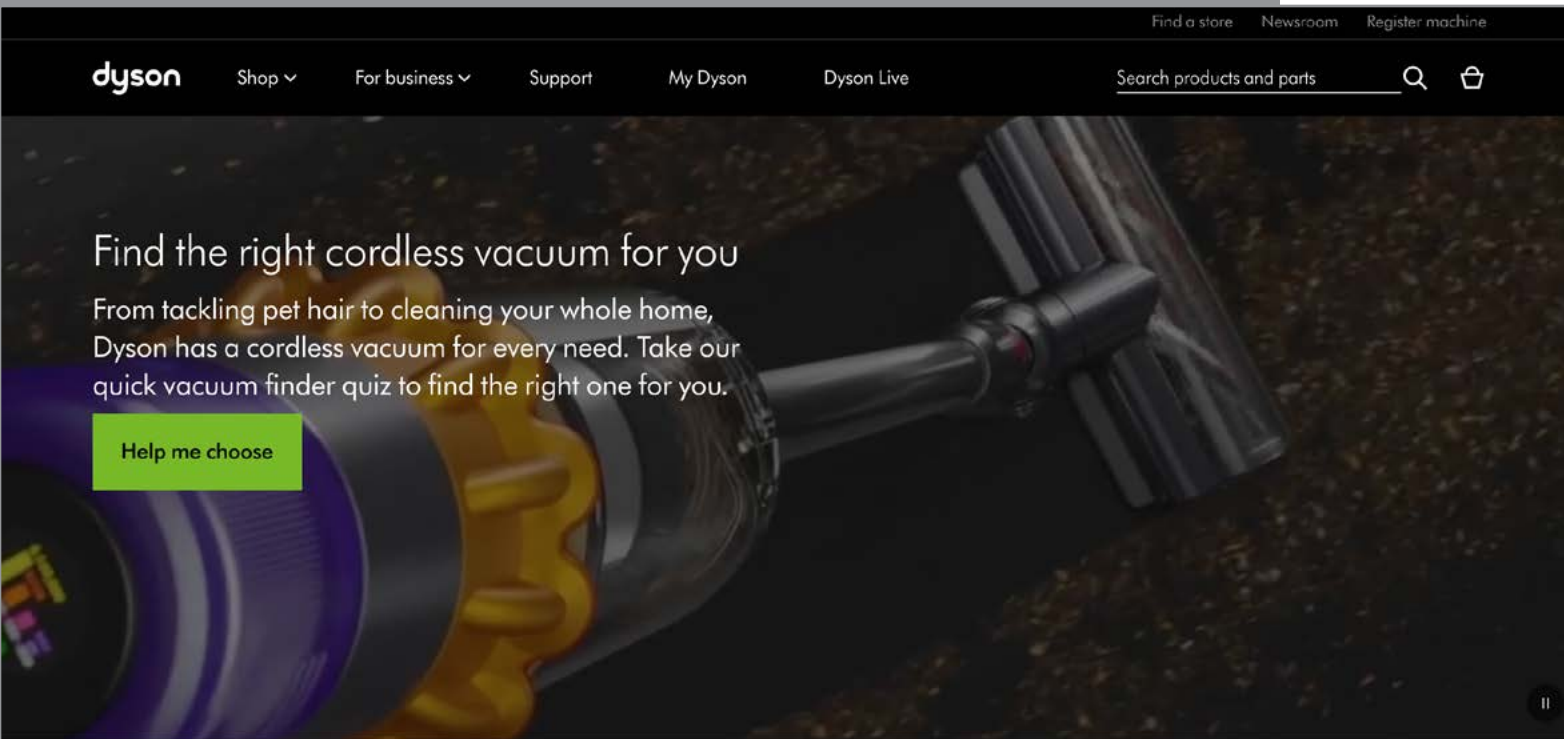 Find a store Newsroom Register machine
dyson Shop For business Support My Dyson Dyson Live Search products and parts
Find the right cordless vacuum for you
From tackling pet hair to cleaning your whole home,
Dyson has a cordless vacuum for every need. Take our
quick vacuum finder quiz to find the right one for you.
Help me choose